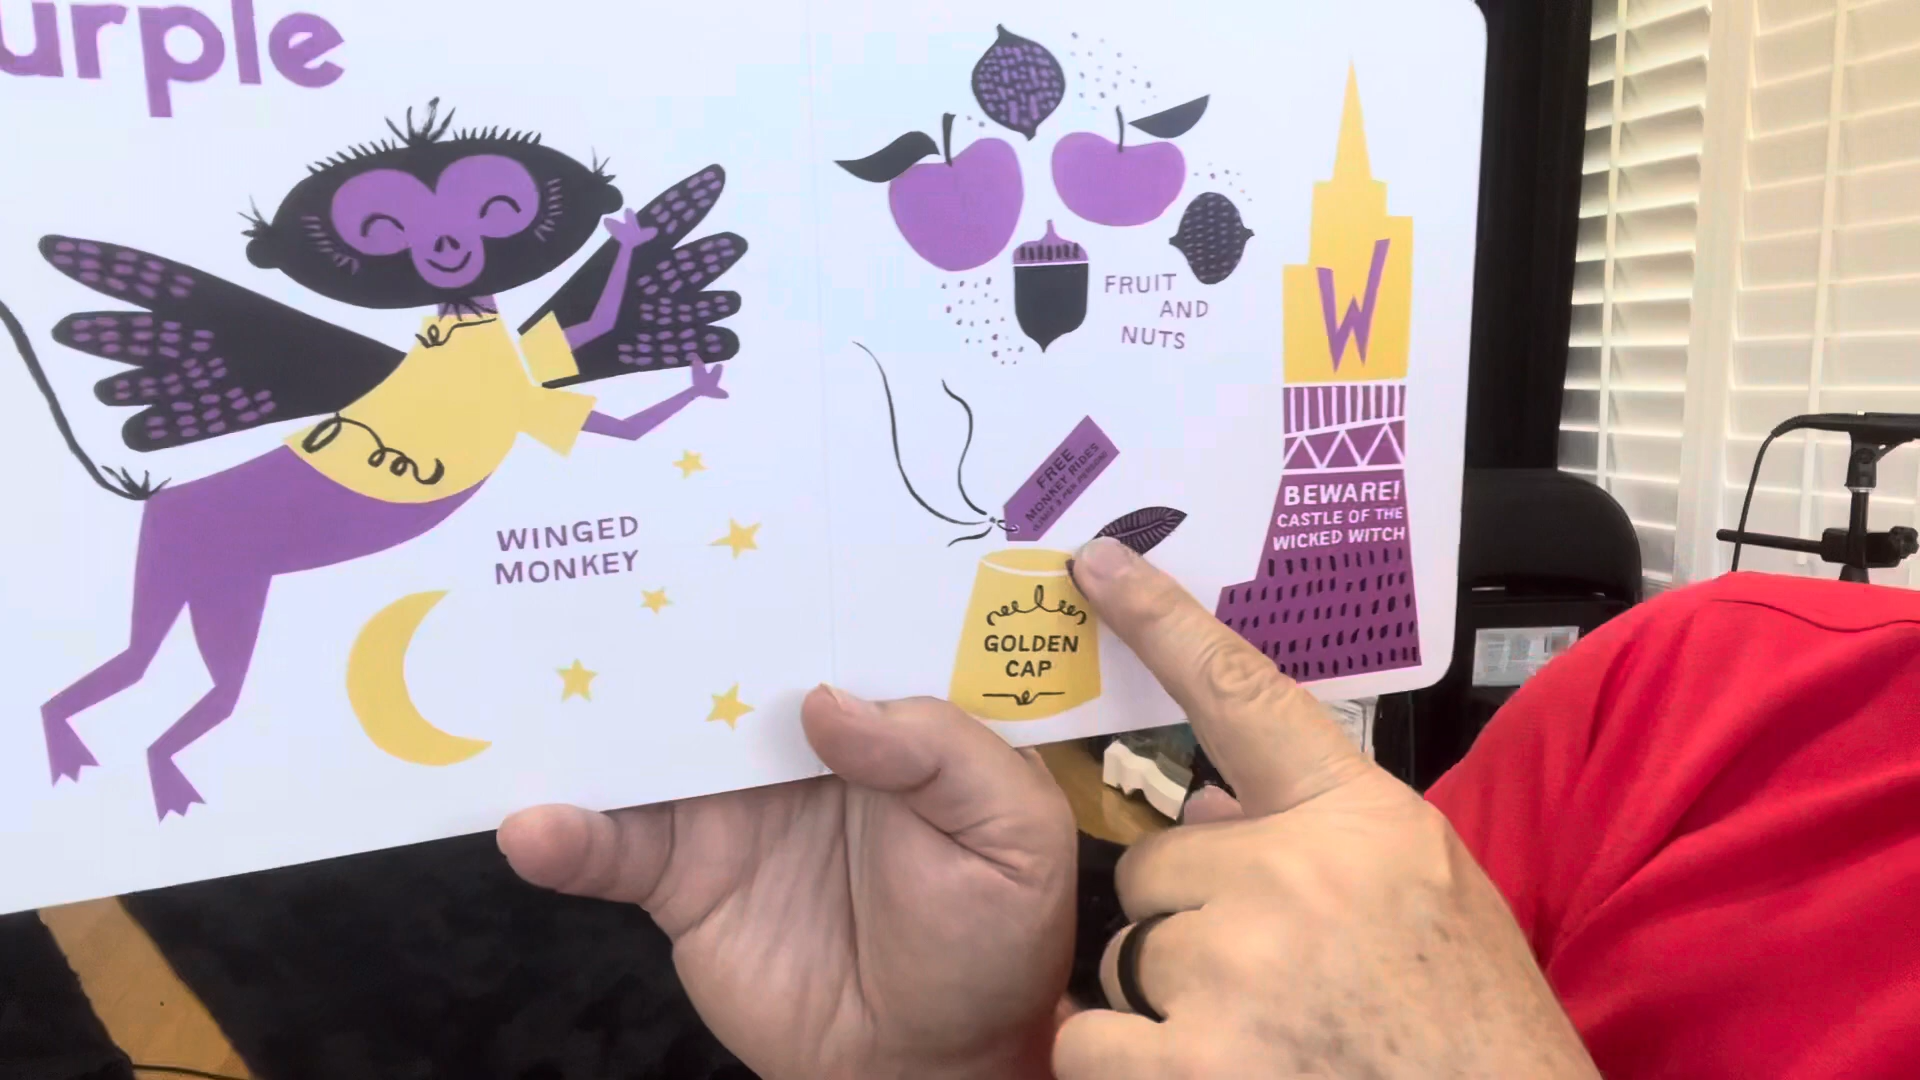 urple
WINGED
MONKEY
FRUIT
AND
NUTS
FREE
MONKEY RIDES
GOLDEN
CAP
W
BEWARE!
CASTLE OF THE
WICKED WITCH